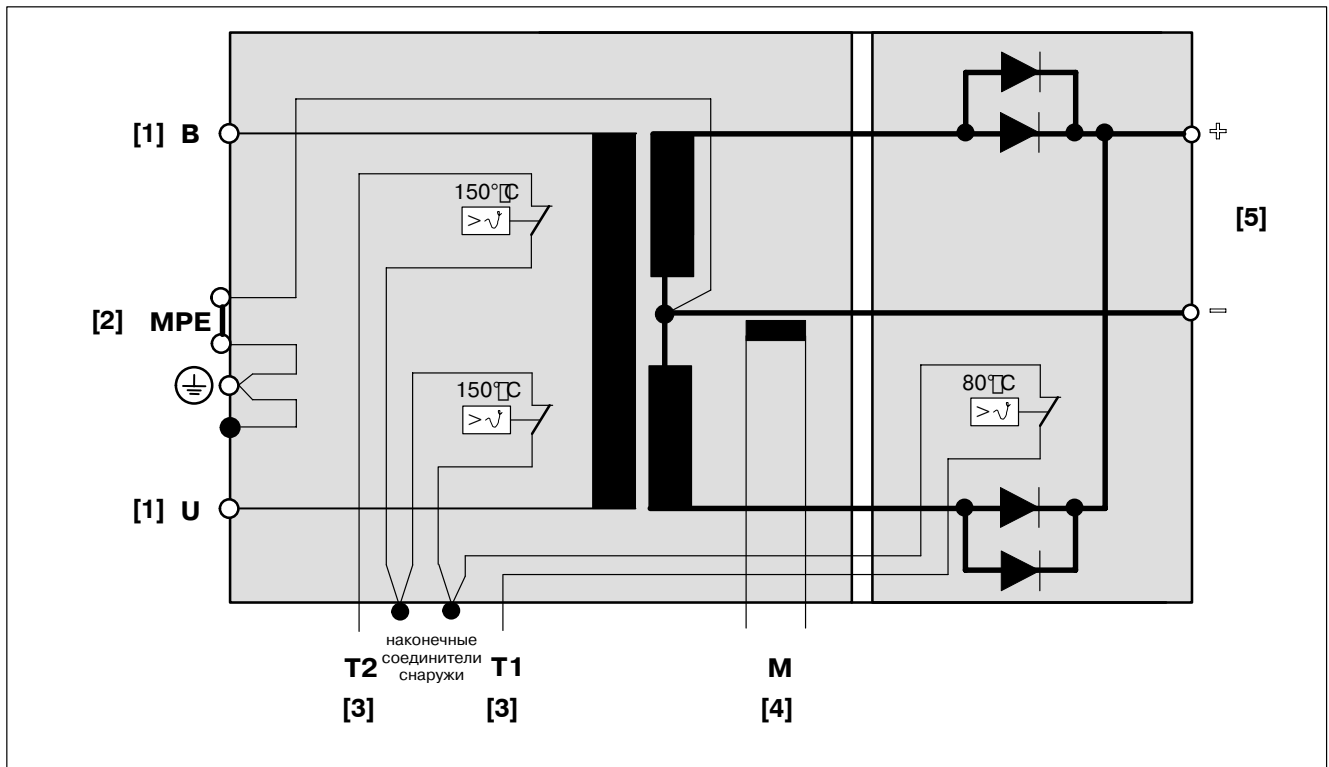 [1] B
+
150°▯C
> ϑ
[5]
[2] MPE
−
150°▯C
> ϑ
80°▯C
> ϑ
[1] U
наконечные
соединители
снаружи
T2
T1
M
[3]
[3]
[4]